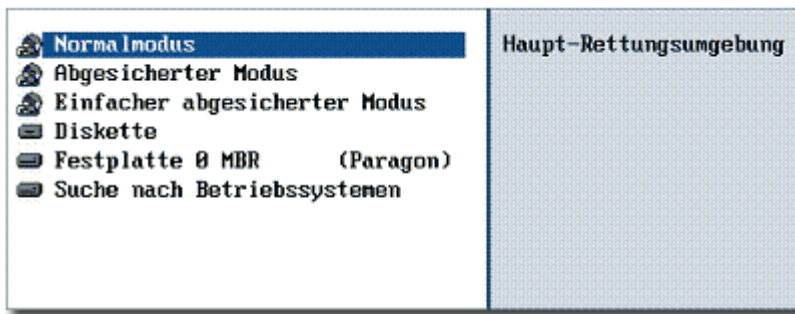 Normalmodus
Haupt-Rettungsumgebung
Abgesicherter Modus
Einfacher abgesicherter Modus
Diskette
Festplatte 0 MBR (Paragon)
Suche nach Betriebssystemen